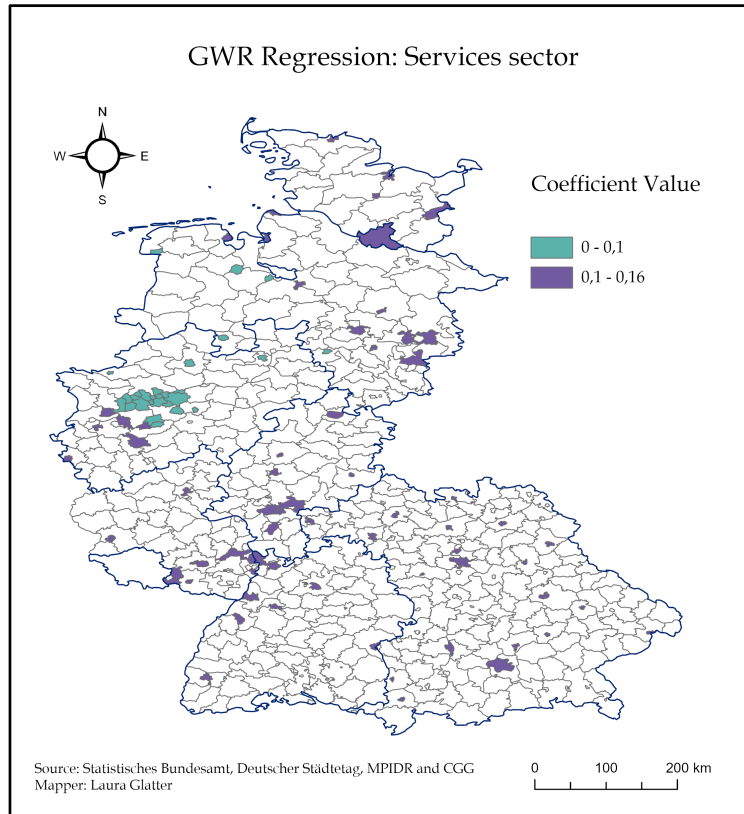 GWR Regression: Services sector
N
W E
S
Coefficient Value
0 - 0,1
0,1 - 0,16
Source: Statistisches Bundesamt, Deutscher Städtetag, MPIDR and CGG
Mapper: Laura Glatter
0 100 200 km